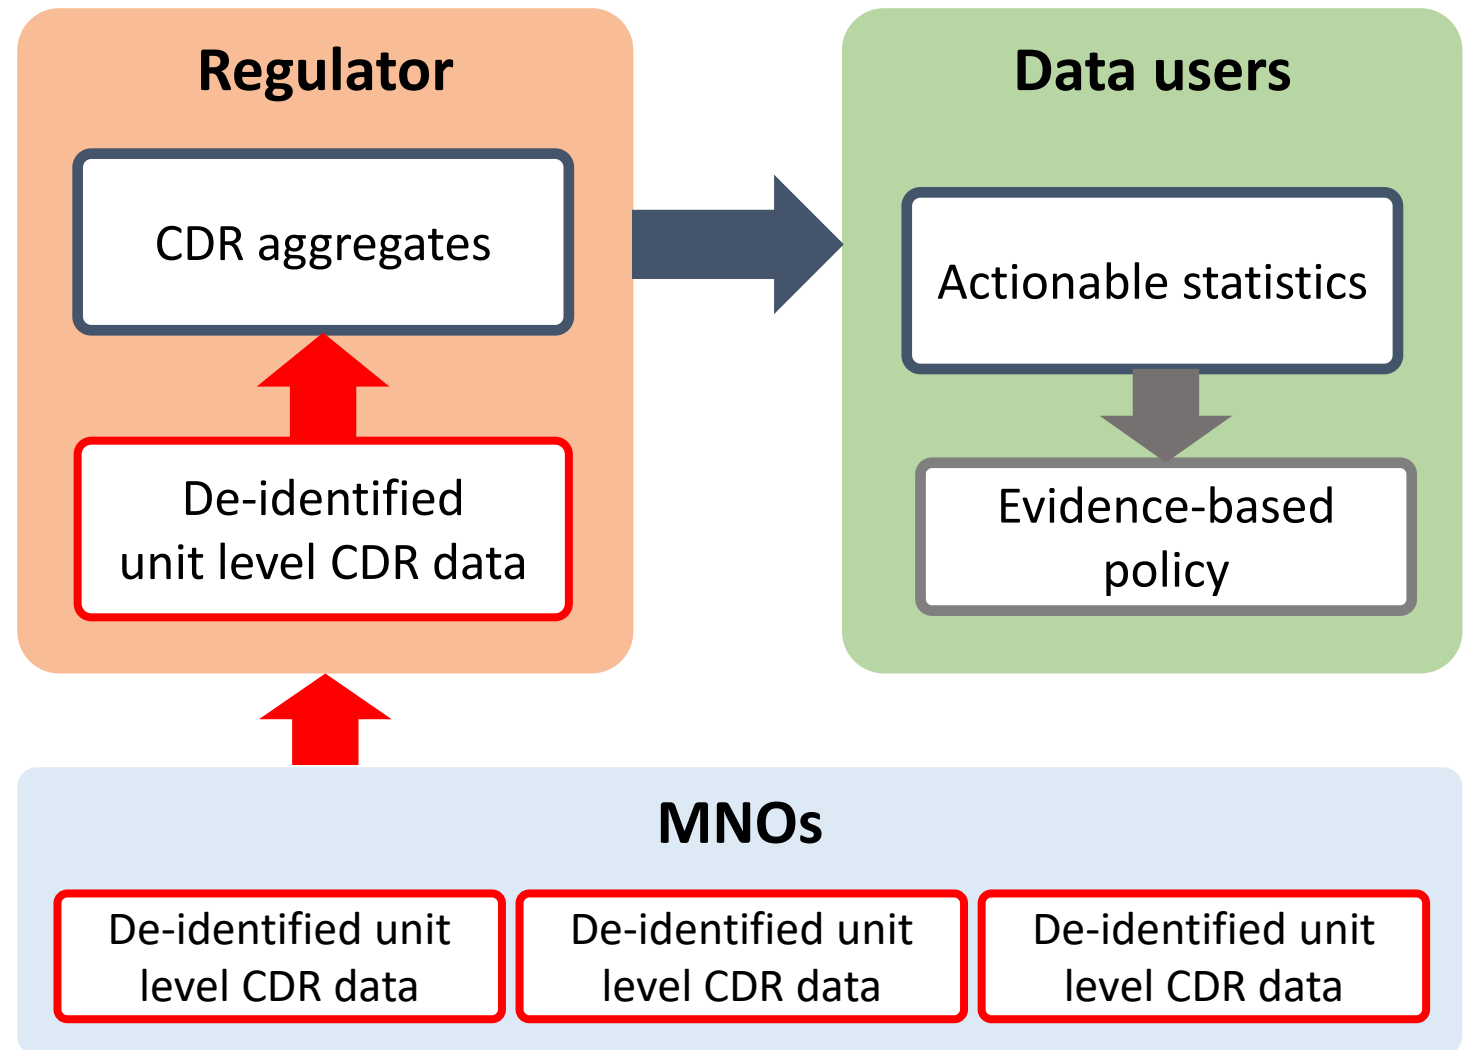 Regulator
CDR aggregates
De-identified
unit level CDR data
Data users
Actionable statistics
Evidence-based
policy
MNOs
De-identified unit
level CDR data
De-identified unit
level CDR data
De-identified unit
level CDR data